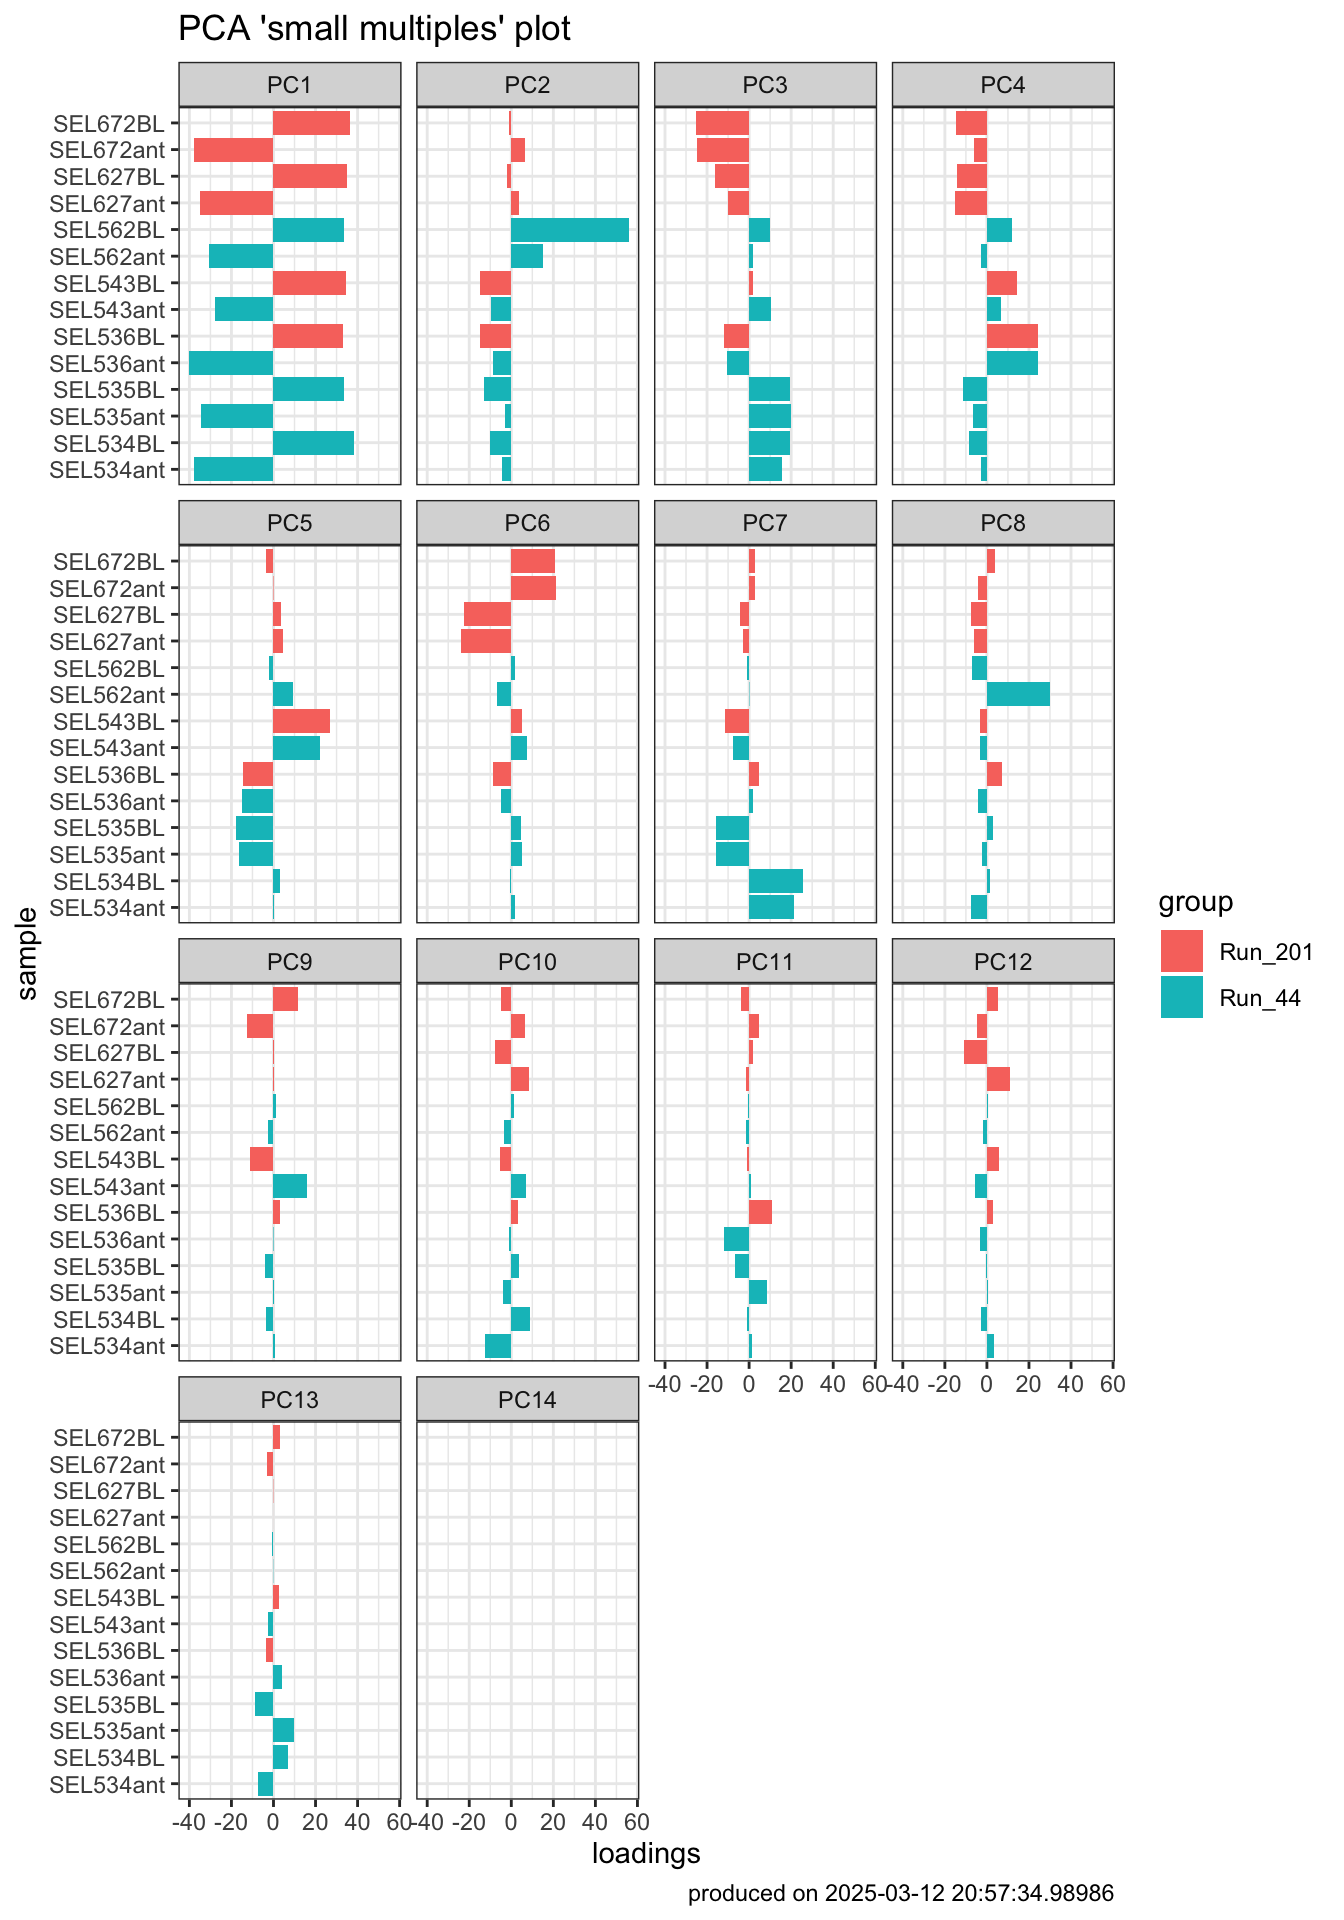 PCA 'small multiples' plot
PC1 PC2 PC3 PC4
SEL672BL
SEL672ant
SEL627BL
SEL627ant
SEL562BL
SEL562ant
SEL543BL
SEL543ant
SEL536BL
SEL536ant
SEL535BL
SEL535ant
SEL534BL
SEL534ant
PC5 PC6 PC7 PC8
SEL672BL
SEL672ant
SEL627BL
SEL627ant
SEL562BL
SEL562ant
SEL543BL
SEL543ant
SEL536BL
SEL536ant
SEL535BL
SEL535ant
SEL534BL
SEL534ant
sample
group
Run_201
Run_44
PC9 PC10 PC11 PC12
SEL672BL
SEL672ant
SEL627BL
SEL627ant
SEL562BL
SEL562ant
SEL543BL
SEL543ant
SEL536BL
SEL536ant
SEL535BL
SEL535ant
SEL534BL
SEL534ant
-40 -20 0 20 40 60 -40 -20 0 20 40 60
PC13 PC14
SEL672BL
SEL672ant
SEL627BL
SEL627ant
SEL562BL
SEL562ant
SEL543BL
SEL543ant
SEL536BL
SEL536ant
SEL535BL
SEL535ant
SEL534BL
SEL534ant
-40 -20 0 20 40 60 -40 -20 0 20 40 60
loadings
produced on 2025-03-12 20:57:34.98986